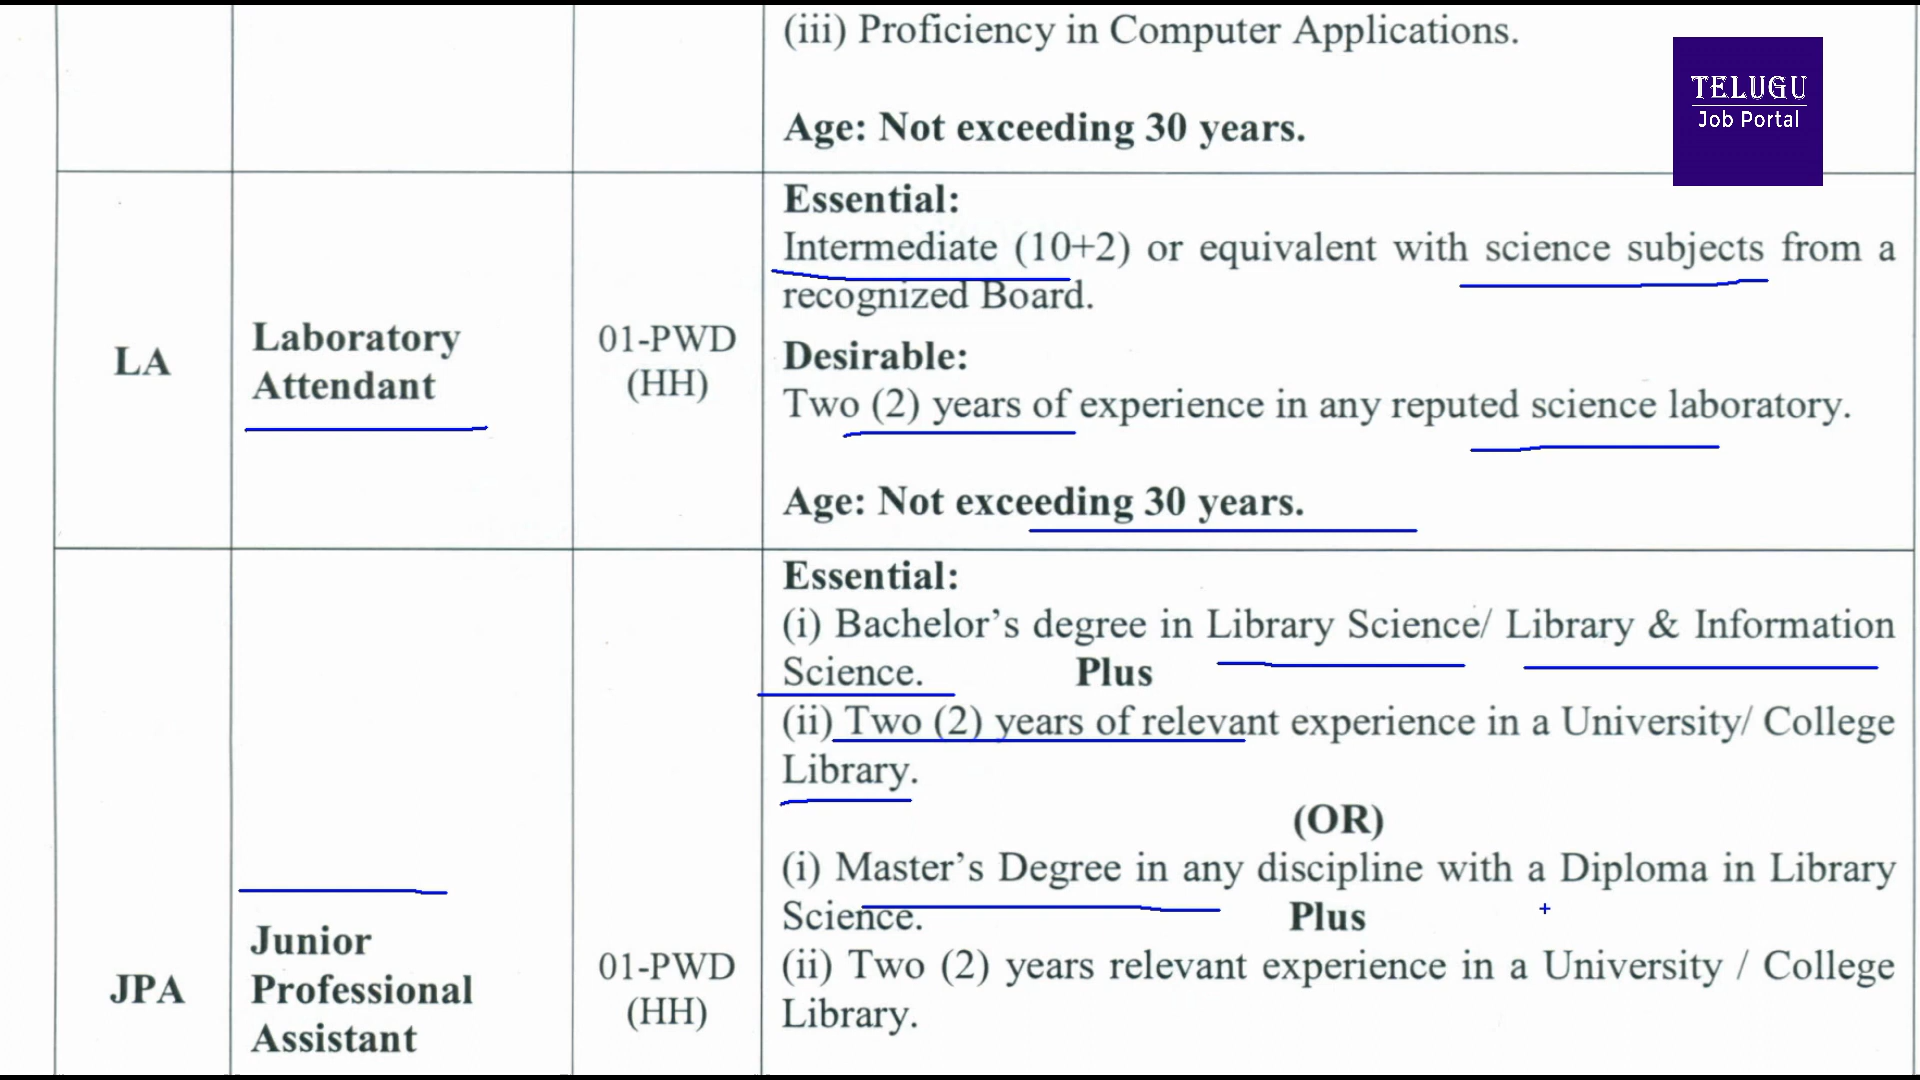 (iii) Proficiency in Computer Applications.
Age: Not exceeding 30 years.
TELUGU
Job Portal
LA
Laboratory
Attendant
01-PWD
(HH)
Essential:
Intermediate (10+2) or equivalent with science subjects from a
recognized Board.
Desirable:
Two (2) years of experience in any reputed science laboratory.
Age: Not exceeding 30 years.
JPA
Junior
Professional
Assistant
01-PWD
(HH)
Essential:
(i) Bachelor's degree in Library Science/ Library & Information
Science. Plus
(ii) Two (2) years of relevant experience in a University/ College
Library.
(OR)
(i) Master's Degree in any discipline with a Diploma in Library
Science. Plus
(ii) Two (2) years relevant experience in a University / College
Library.